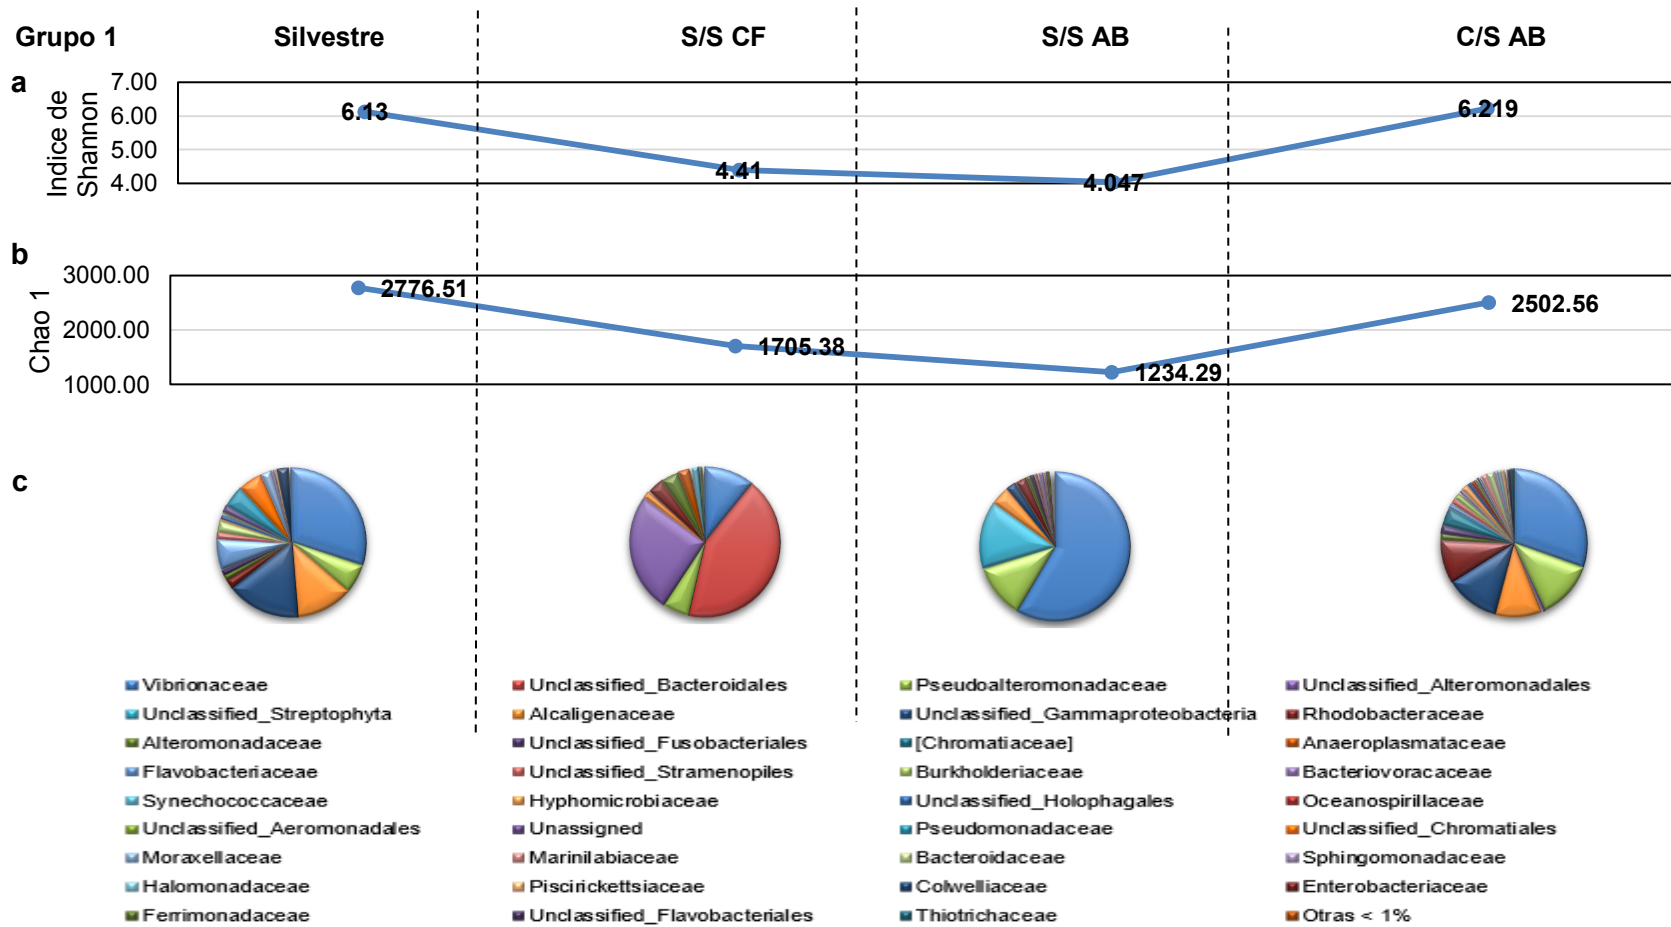 Grupo 1 Silvestre S/S CF S/S AB C/S AB
a
Indice de
Shannon
7.00
6.00
5.00
4.00
6.13
4.41
4.047
6.219
b
Chao 1
3000.00
2000.00
1000.00
2776.51
1705.38
1234.29
2502.56
c
Vibrionaceae Unclassified_Bacteroidales Pseudoalteromonadaceae Unclassified_Alteromonadales
Unclassified_Streptophyta Alcaligenaceae Unclassified_Gammaproteobacteria Rhodobacteraceae
Alteromonadaceae Unclassified_Fusobacteriales [Chromatiaceae] Anaeroplasmataceae
Flavobacteriaceae Unclassified_Stramenopiles Burkholderiaceae Bacteriovoracaceae
Synechococcaceae Hyphomicrobiaceae Unclassified_Holophagales Oceanospirillaceae
Unclassified_Aeromonadales Unassigned Pseudomonadaceae Unclassified_Chromatiales
Moraxellaceae Marinilabiaceae Bacteroidaceae Sphingomonadaceae
Halomonadaceae Piscirickettsiaceae Colwelliaceae Enterobacteriaceae
Ferrimonadaceae Unclassified_Flavobacteriales Thiotrichaceae Otras < 1%